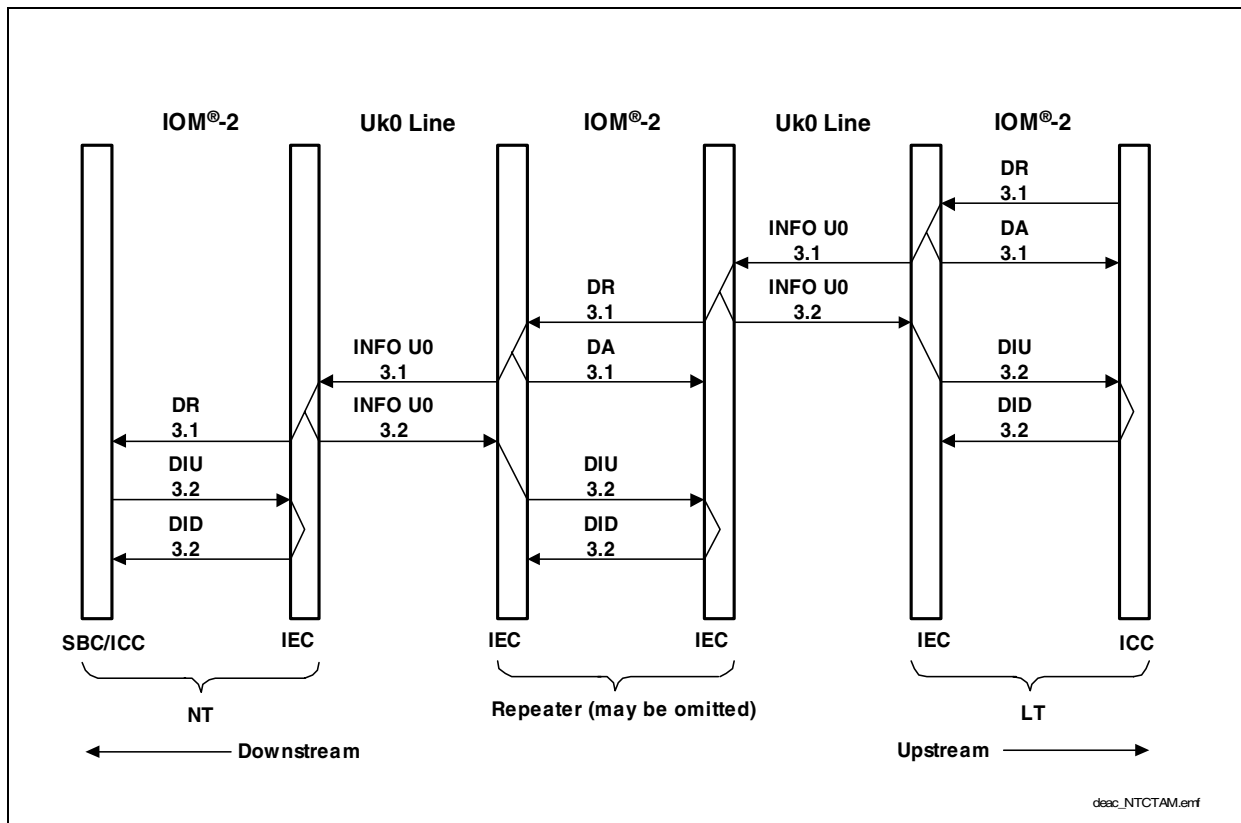 IOM®-2
Uk0 Line
IOM®-2
Uk0 Line
IOM®-2
DR
3.1
INFO U0
3.1
DA
3.1
DR
3.1
INFO U0
3.2
INFO U0
3.1
DA
3.1
DIU
3.2
DR
3.1
INFO U0
3.2
DID
3.2
DIU
3.2
DIU
3.2
DID
3.2
DID
3.2
SBC/ICC
IEC
IEC
IEC
IEC
ICC
NT
Repeater (may be omitted)
LT
Downstream
Upstream
deac_NTCTAM.emf